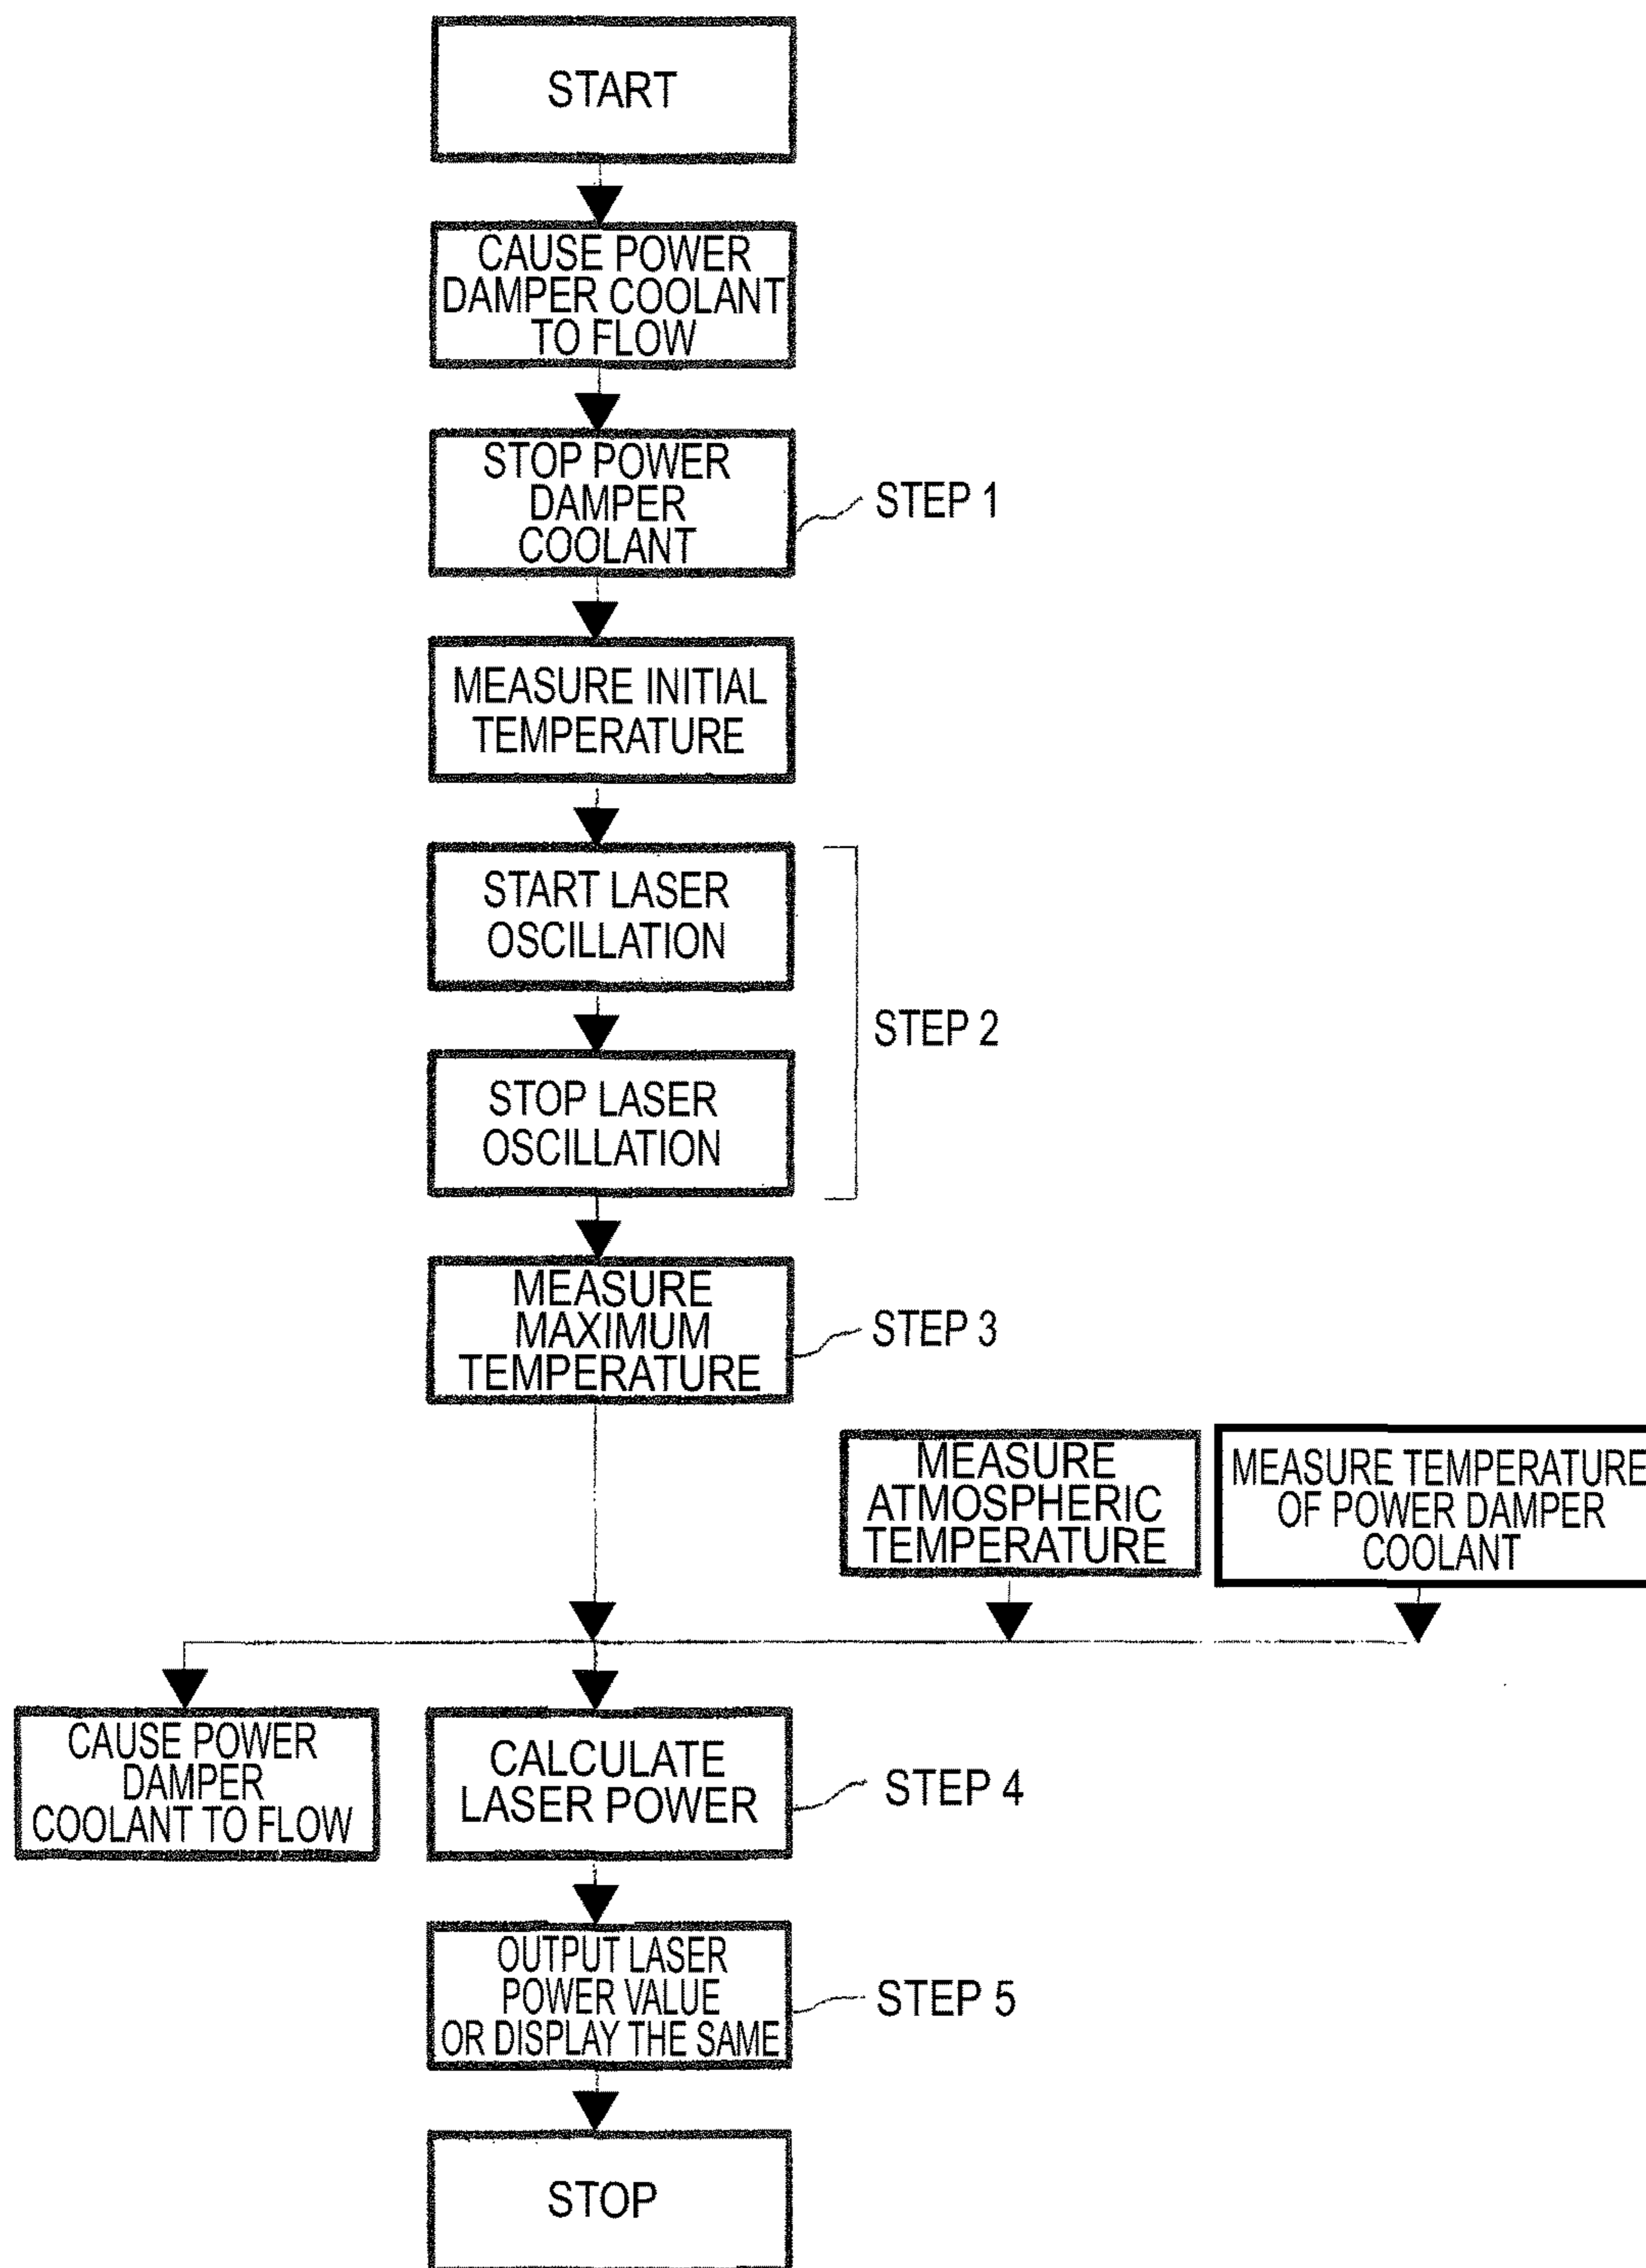 START
CAUSE POWER
DAMPER COOLANT
TO FLOW
STOP POWER
DAMPER
COOLANT
STEP 1
MEASURE INITIAL
TEMPERATURE
START LASER
OSCILLATION
STEP 2
STOP LASER
OSCILLATION
MEASURE
MAXIMUM
TEMPERATURE
STEP 3
MEASURE
ATMOSPHERIC
TEMPERATURE
MEASURE TEMPERATURE
OF POWER DAMPER
COOLANT
CAUSE POWER
DAMPER
COOLANT TO FLOW
CALCULATE
LASER POWER
STEP 4
OUTPUT LASER
POWER VALUE
OR DISPLAY THE SAME
STEP 5
STOP